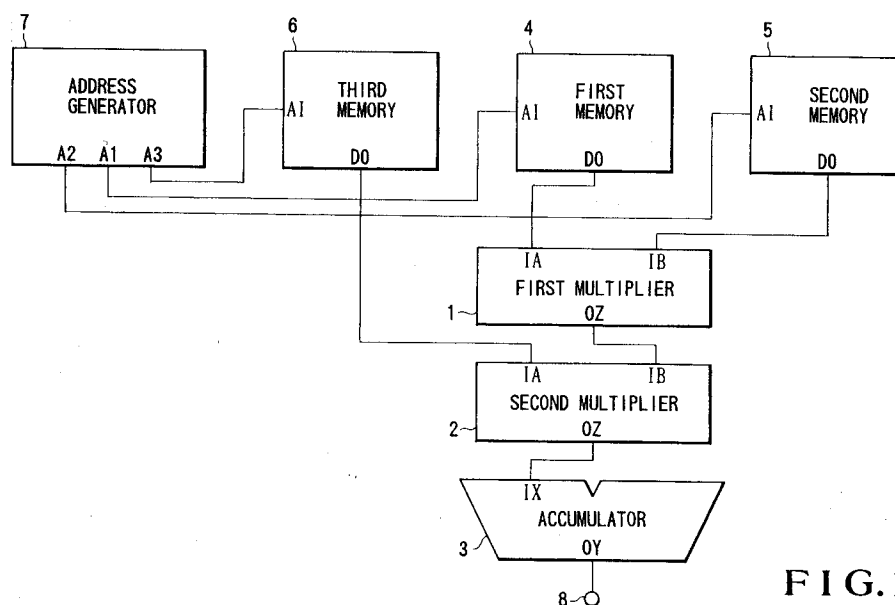 7
6
4
5
ADDRESS
GENERATOR
A2 A1 A3
THIRD
MEMORY
AI
DO
FIRST
MEMORY
AI
DO
SECOND
MEMORY
AI
DO
IA IB
FIRST MULTIPLIER
OZ
1
IA IB
SECOND MULTIPLIER
OZ
2
IX
ACCUMULATOR
OY
3
8
FIG.